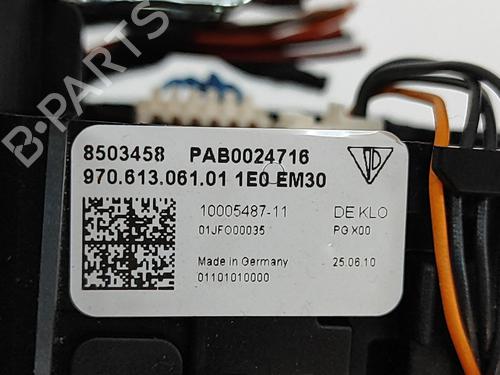 B-PARTS
8503458 PAB0024716
970.613.061.01 1E0 EM30
10005487-11 DE KLO
01JFO00035 PG X00
Made in Germany 25.06.10
01101010000